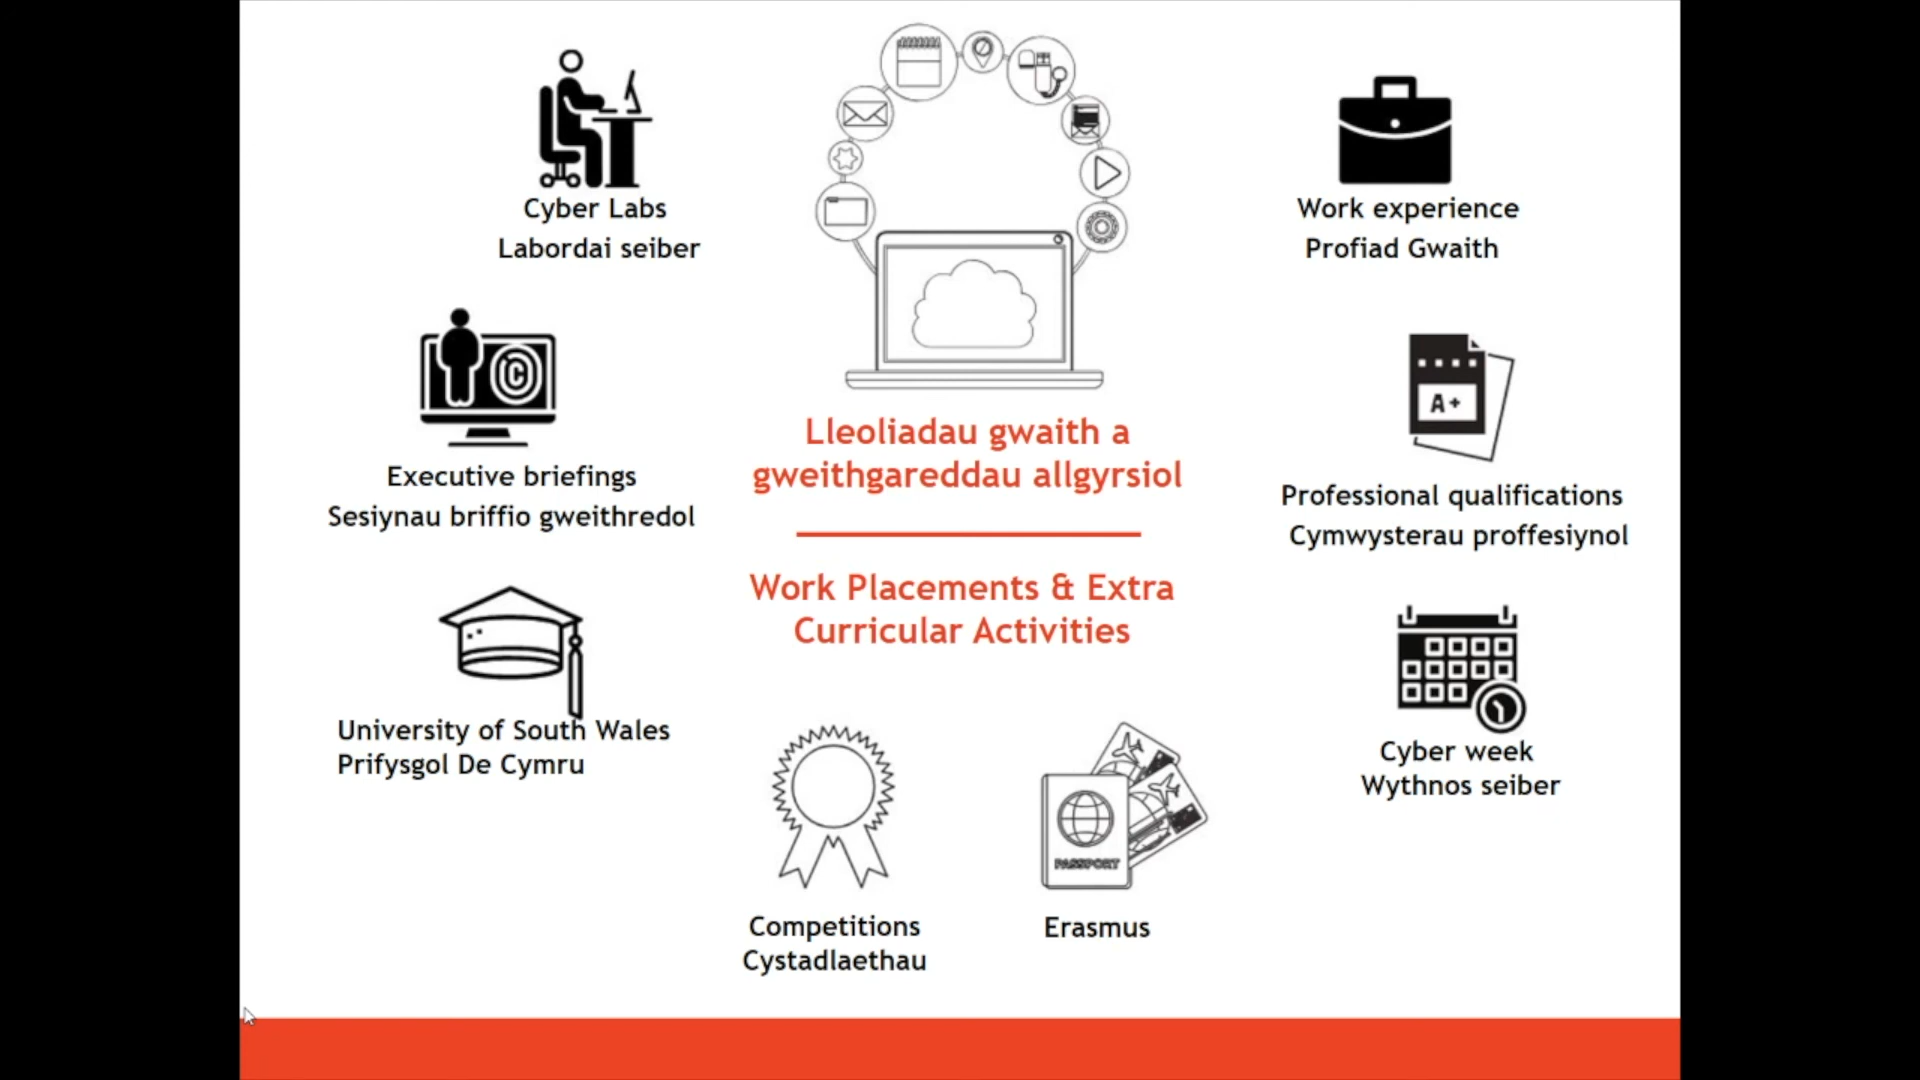 Cyber Labs
Labordai seiber
Executive briefings
Sesiynau briffio gweithredol
University of South Wales
Prifysgol De Cymru
Lleoliadau gwaith a
gweithgareddau allgyrsiol
Work Placements & Extra
Curricular Activities
Competitions
Cystadlaethau
PASSPORT
Erasmus
Work experience
Profiad Gwaith
A+
Professional qualifications
Cymwysterau proffesiynol
Cyber week
Wythnos seiber